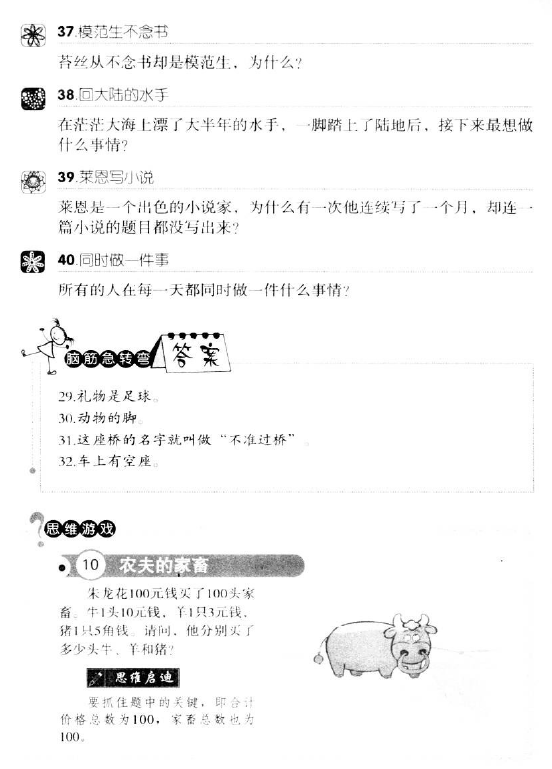 37.模范生不念书
苔丝从不念书却是模范生，为什么?
38.回大陆的水手
在茫茫大海上漂了大半年的水手，一脚踏上了陆地后，接下来最想做
什么事情?
39.莱恩写小说
莱恩是一个出色的小说家，为什么有一次他连续写了一个月，却连一
篇小说的题目都没写出来?
40.同时做一件事
所有的人在每一天都同时做一件什么事情?
脑筋急转弯 答案
29.礼物是足球。
30.动物的脚。
31.这座桥的名字就叫做“不准过桥”。
32.车上有空座。
?思维游戏
10 农夫的家畜
朱龙花100元钱买了100头家
畜。牛1头10元钱，羊1只3元钱，
猪1只5角钱。请问，他分别买了
多少头牛、羊和猪?
思维启迪
要抓住题中的关键，即合计
价格总数为100，家畜总数也为
100。